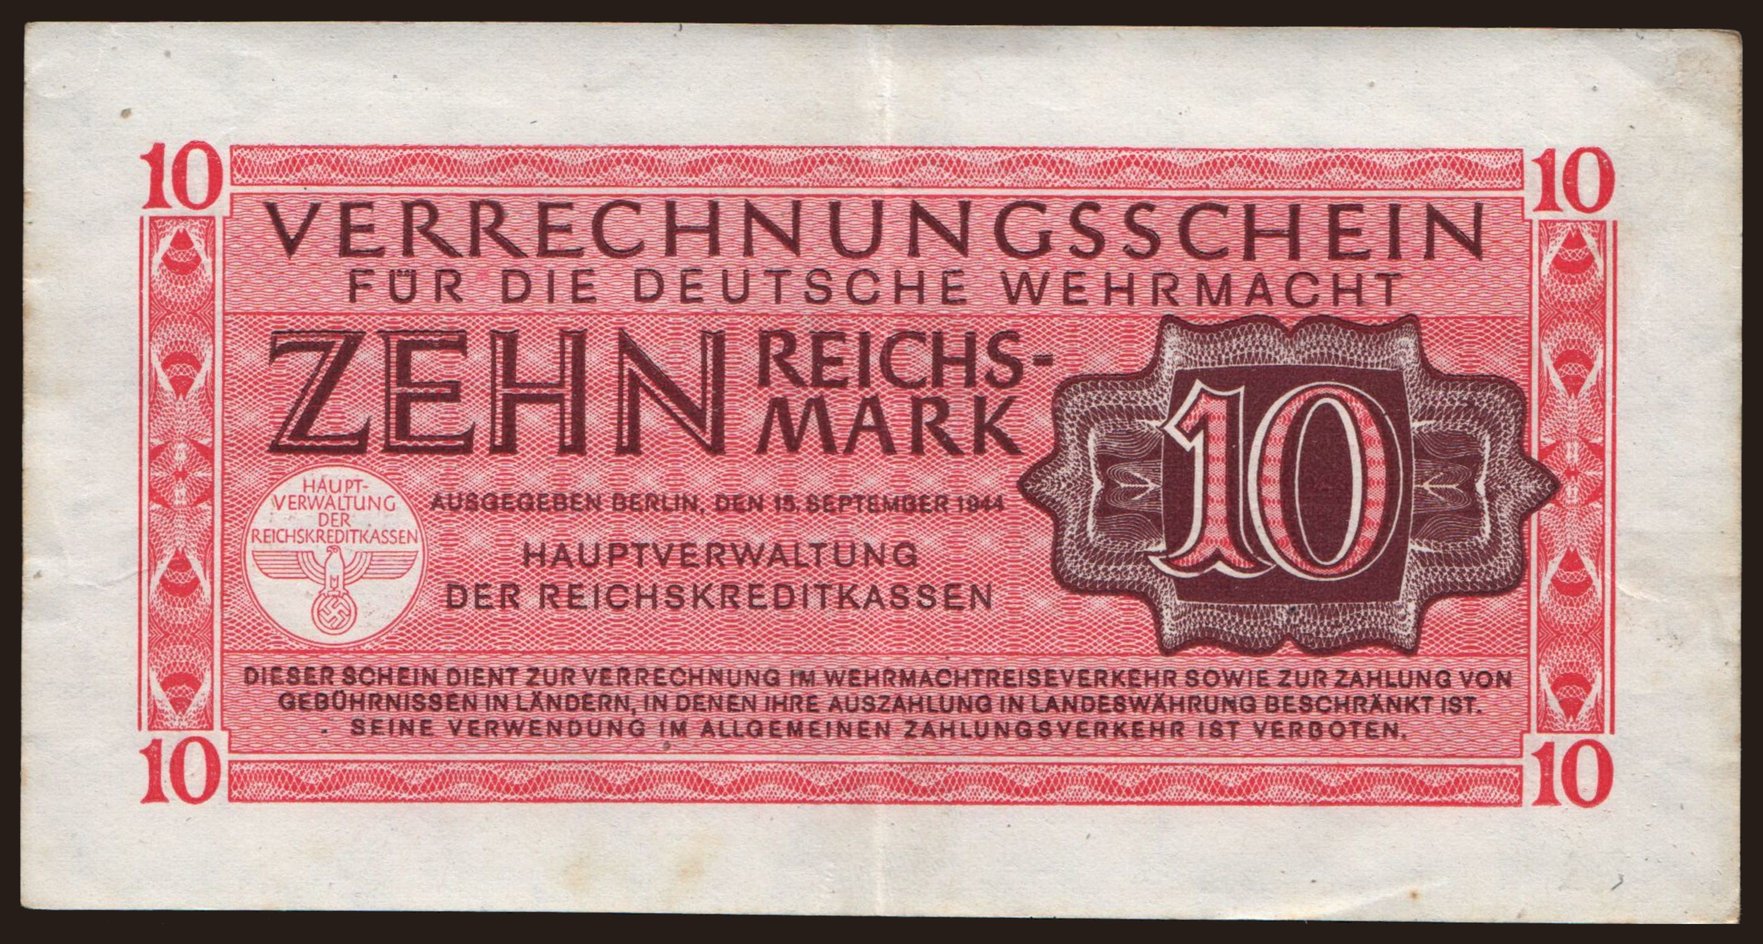 10 10
VERRECHNUNGSSCHEIN
FÜR DIE DEUTSCHE WEHRMACHT
ZEHN REICHS-
MARK
10
HAUPT-
VERWALTUNG
DER
REICHSKREDITKASSEN
M
AUSGEGEBEN BERLIN, DEN 15. SEPTEMBER 1944
HAUPTVERWALTUNG
DER REICHSKREDITKASSEN
DIESER SCHEIN DIENT ZUR VERRECHNUNG IM WEHRMACHTREISEVERKEHR SOWIE ZUR ZAHLUNG VON
GEBÜHRNISSEN IN LÄNDERN, IN DENEN IHRE AUSZAHLUNG IN LANDESWÄHRUNG BESCHRÄNKT IST.
SEINE VERWENDUNG IM ALLGEMEINEN ZAHLUNGSVERKEHR IST VERBOTEN.
10 10